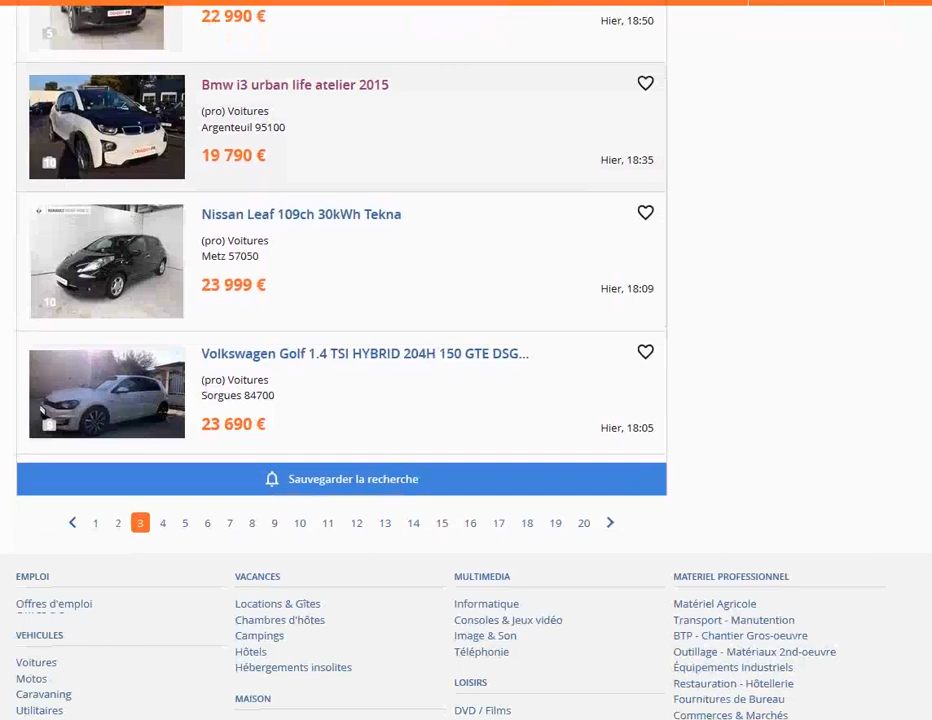 22 990 €
5
Hier, 18:50
Bmw i3 urban life atelier 2015
(pro) Voitures
Argenteuil 95100
19 790 €
10
Hier, 18:35
Nissan Leaf 109ch 30kWh Tekna
(pro) Voitures
Metz 57050
23 999 €
10
Hier, 18:09
Volkswagen Golf 1.4 TSI HYBRID 204H 150 GTE DSG...
(pro) Voitures
Sorgues 84700
23 690 €
9
Hier, 18:05
Sauvegarder la recherche
1 2 3 4 5 6 7 8 9 10 11 12 13 14 15 16 17 18 19 20
EMPLOI
Offres d'emploi
VEHICULES
Voitures
Motos
Caravaning
Utilitaires
VACANCES
Locations & Gîtes
Chambres d'hôtes
Campings
Hôtels
Hébergements insolites
MAISON
MULTIMEDIA
Informatique
Consoles & Jeux vidéo
Image & Son
Téléphonie
LOISIRS
DVD / Films
MATERIEL PROFESSIONNEL
Matériel Agricole
Transport - Manutention
BTP - Chantier Gros-oeuvre
Outillage - Matériaux 2nd-oeuvre
Équipements Industriels
Restauration - Hôtellerie
Fournitures de Bureau
Commerces & Marchés